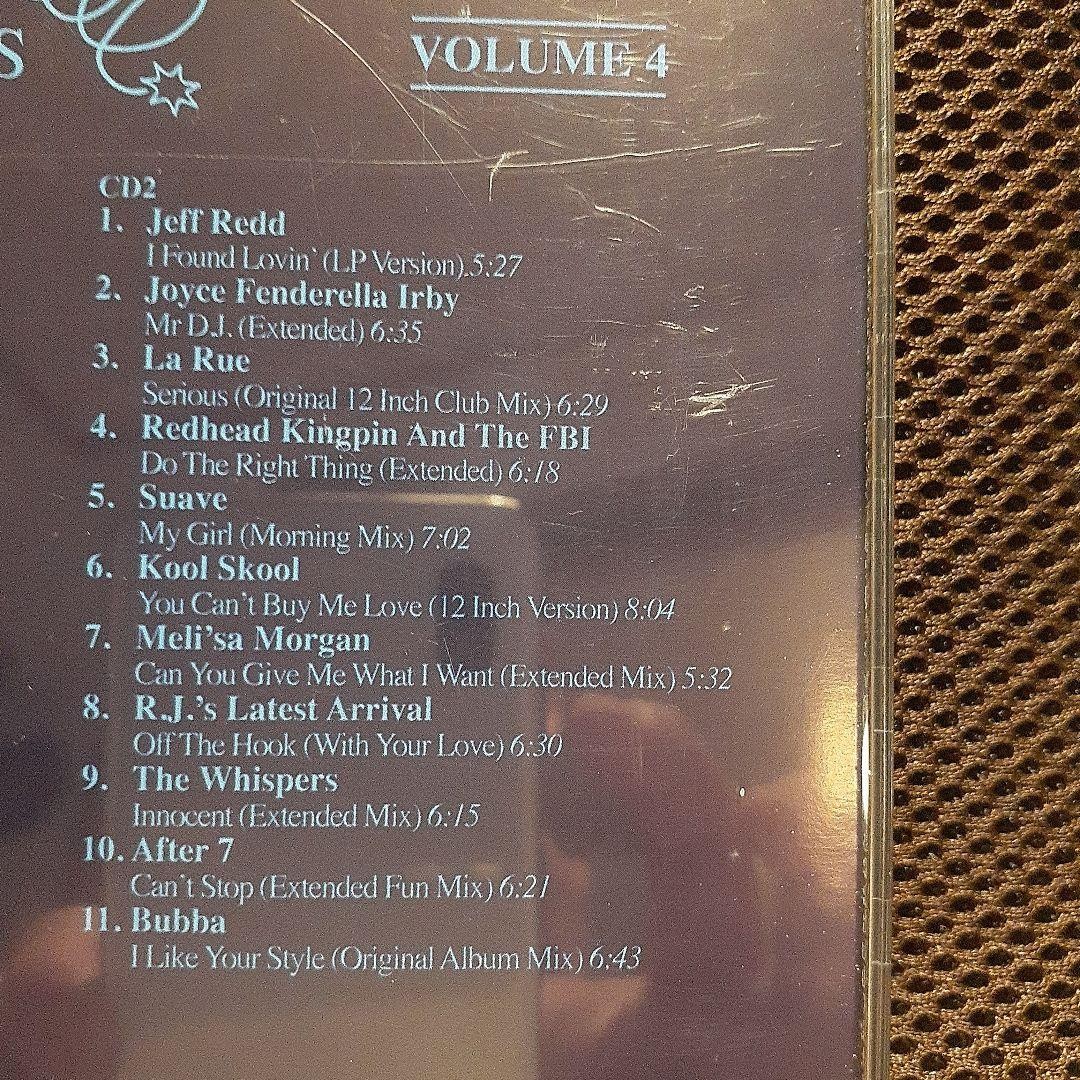 S
VOLUME 4
CD2
1. Jeff Redd
I Found Lovin' (LP Version).5:27
2. Joyce Fenderella Irby
Mr D.J. (Extended) 6:35
3. La Rue
Serious (Original 12 Inch Club Mix) 6:29
4. Redhead Kingpin And The FBI
Do The Right Thing (Extended) 6:18
5. Suave
My Girl (Morning Mix) 7:02
6. Kool Skool
You Can't Buy Me Love (12 Inch Version) 8:04
7. Meli'sa Morgan
Can You Give Me What I Want (Extended Mix) 5:32
8. R.J.'s Latest Arrival
Off The Hook (With Your Love) 6:30
9. The Whispers
Innocent (Extended Mix) 6:15
10. After 7
Can't Stop (Extended Fun Mix) 6:21
11. Bubba
I Like Your Style (Original Album Mix) 6:43